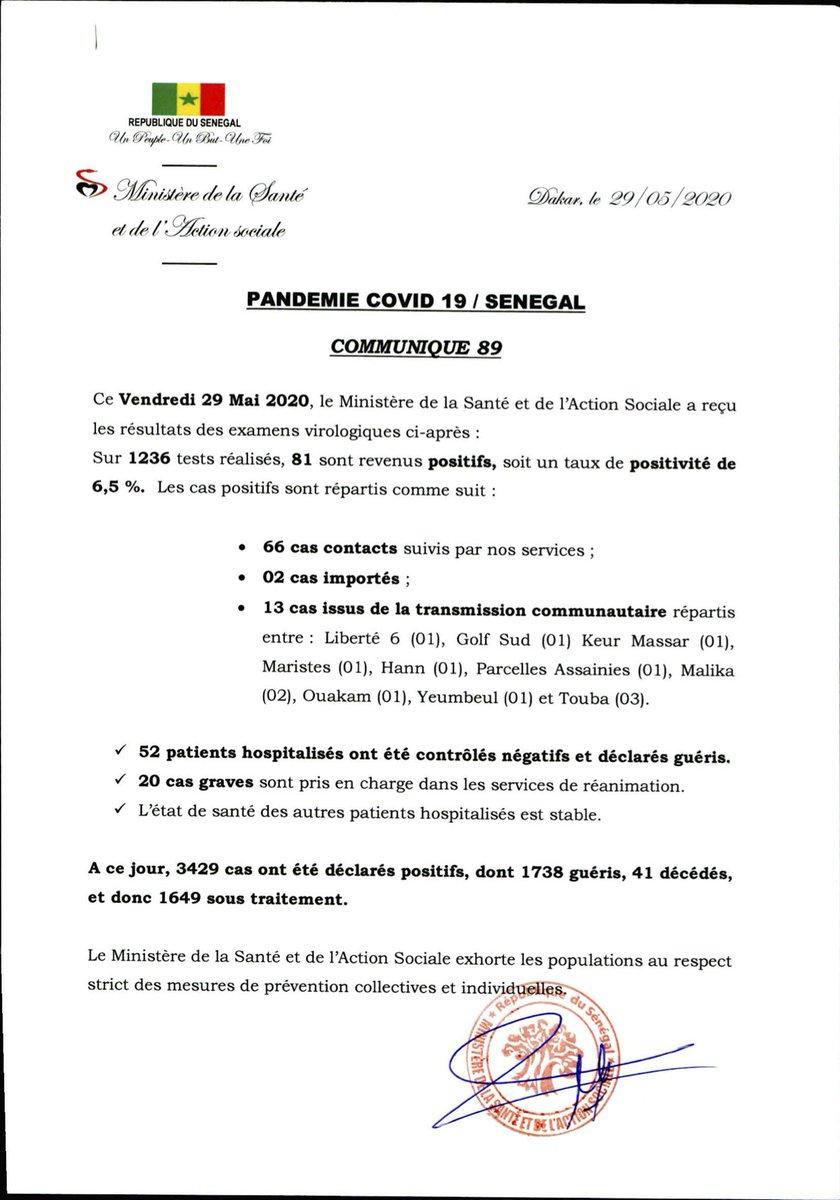 REPUBLIQUE DU SENEGAL
Un Peuple-Un But-Une Foi
Ministère de la Santé
et de l'Action sociale
Dakar, le 29/05/2020
PANDEMIE COVID 19 / SENEGAL
COMMUNIQUE 89
Ce Vendredi 29 Mai 2020, le Ministère de la Santé et de l'Action Sociale a reçu
les résultats des examens virologiques ci-après :
Sur 1236 tests réalisés, 81 sont revenus positifs, soit un taux de positivité de
6,5 %. Les cas positifs sont répartis comme suit :
• 66 cas contacts suivis par nos services ;
• 02 cas importés ;
• 13 cas issus de la transmission communautaire répartis
entre : Liberté 6 (01), Golf Sud (01) Keur Massar (01),
Maristes (01), Hann (01), Parcelles Assainies (01), Malika
(02), Ouakam (01), Yeumbeul (01) et Touba (03).
✓ 52 patients hospitalisés ont été contrôlés négatifs et déclarés guéris.
✓ 20 cas graves sont pris en charge dans les services de réanimation.
✓ L'état de santé des autres patients hospitalisés est stable.
A ce jour, 3429 cas ont été déclarés positifs, dont 1738 guéris, 41 décédés,
et donc 1649 sous traitement.
Le Ministère de la Santé et de l'Action Sociale exhorte les populations au respect
strict des mesures de prévention collectives et individuelles.
République du Sénégal
MINISTÈRE DE LA SANTÉ ET DE L'ACTION SOCIALE